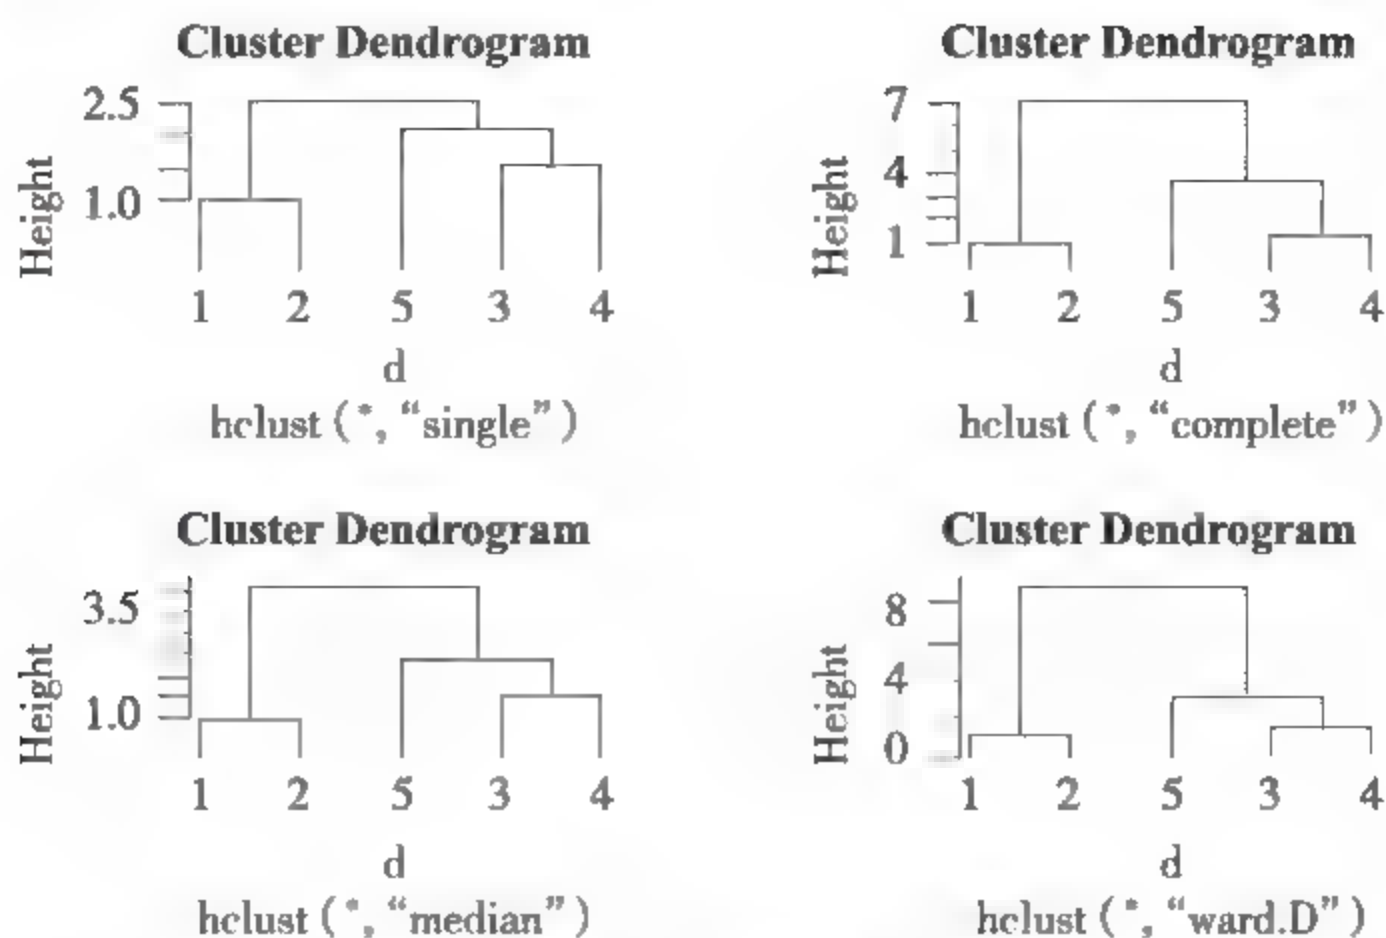 Cluster Dendrogram
Height
2.5
1.0
1 2 5 3 4
d
hclust (*, “single”)
Cluster Dendrogram
Height
7
4
1
1 2 5 3 4
d
hclust (*, “complete”)
Cluster Dendrogram
Height
3.5
1.0
1 2 5 3 4
d
hclust (*, “median”)
Cluster Dendrogram
Height
8
4
0
1 2 5 3 4
d
hclust (*, “ward.D”)